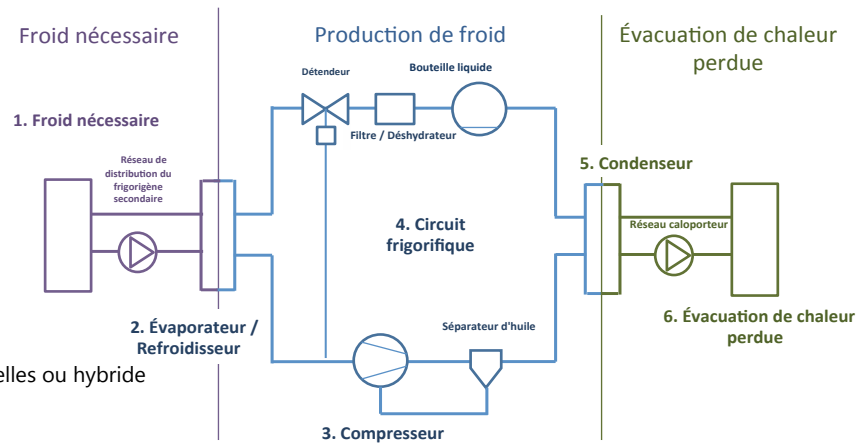 Froid nécessaire
Production de froid
Évacuation de chaleur
perdue
Détendeur
Bouteille liquide
1. Froid nécessaire
Filtre / Déshydrateur
Réseau de
distribution du
frigorigène
secondaire
5. Condenseur
4. Circuit
frigorifique
Réseau caloporteur
2. Évaporateur /
Refroidisseur
Séparateur d'huile
6. Évacuation de chaleur
perdue
elles ou hybride
3. Compresseur